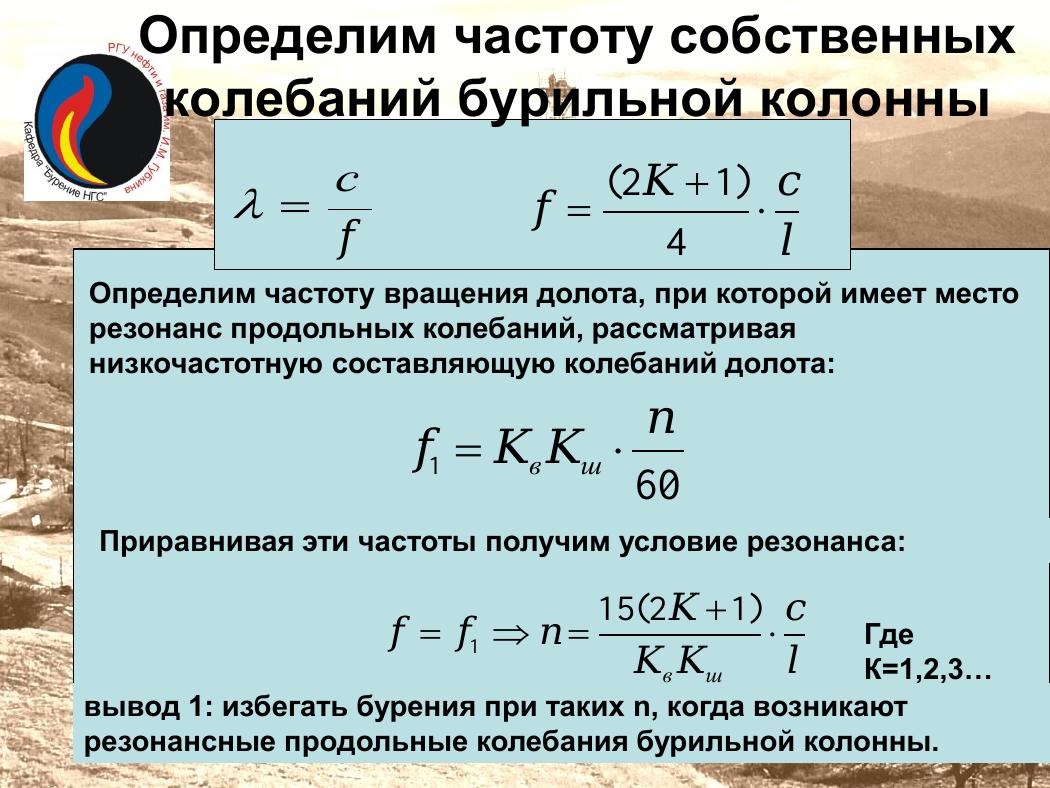 Определим частоту собственных
колебаний бурильной колонны
РГУ нефти и газа им. И.М. Губкина
Кафедра "Бурение НГС"
λ = c/f
f = (2K + 1)/4 · c/l
Определим частоту вращения долота, при которой имеет место
резонанс продольных колебаний, рассматривая
низкочастотную составляющую колебаний долота:
f₁ = KвKш · n/60
Приравнивая эти частоты получим условие резонанса:
f = f₁ ⇒ n = 15(2K + 1)/KвKш · c/l
Где
К=1,2,3…
вывод 1: избегать бурения при таких n, когда возникают
резонансные продольные колебания бурильной колонны.